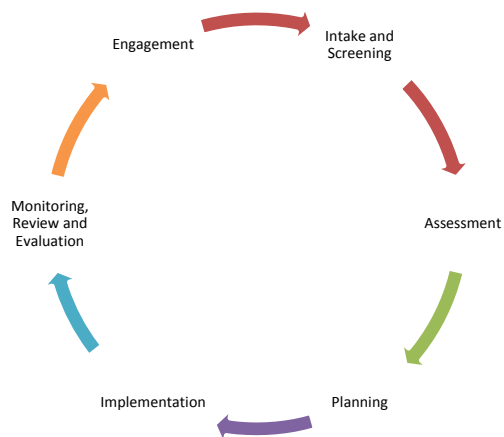 Engagement
Intake and
Screening
Assessment
Planning
Implementation
Monitoring,
Review and
Evaluation